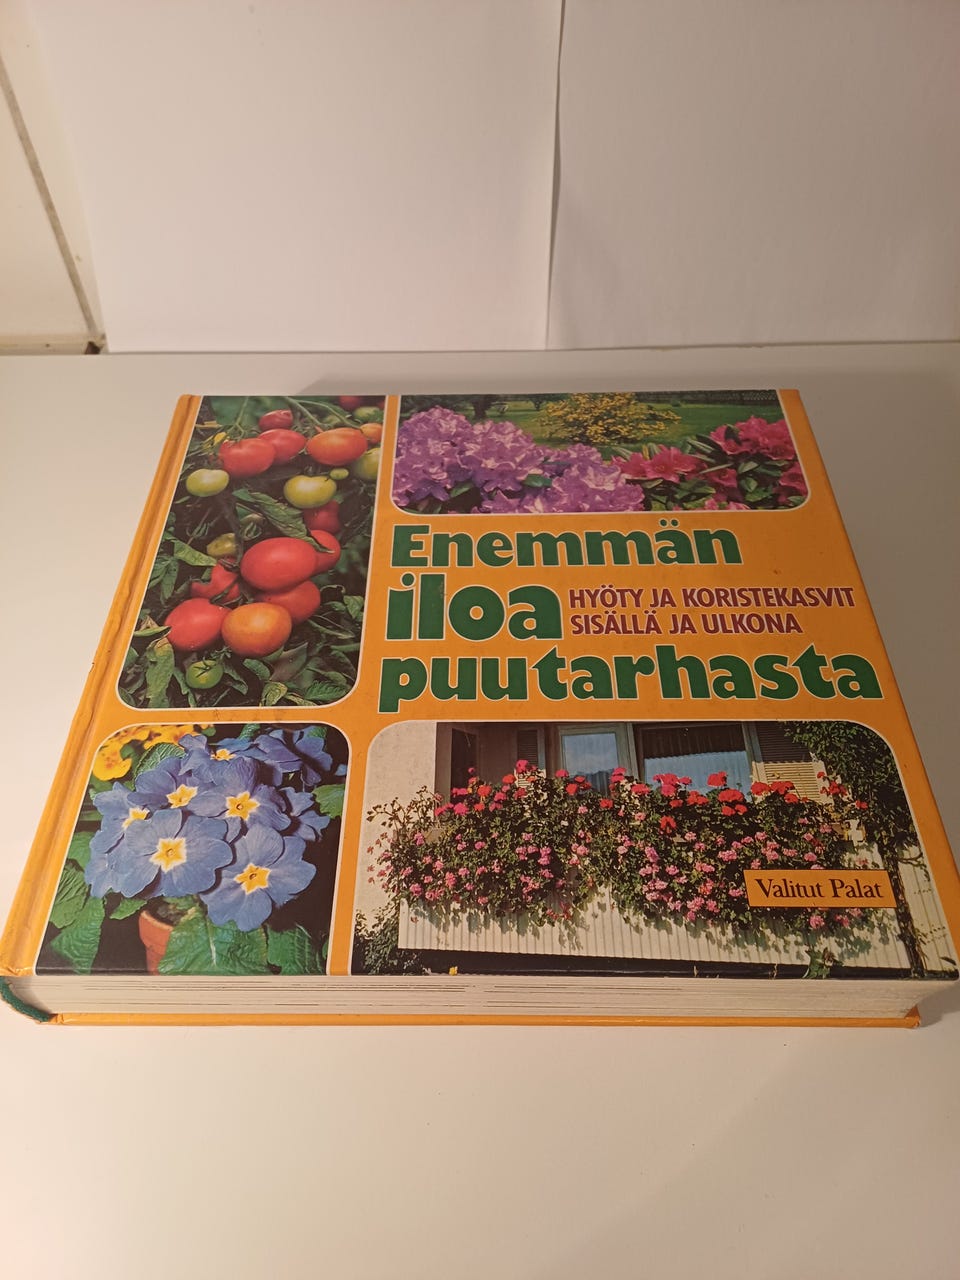 Enemmän
iloa
HYÖTY JA KORISTEKASVIT
SISÄLLÄ JA ULKONA
puutarhasta
Valitut Palat